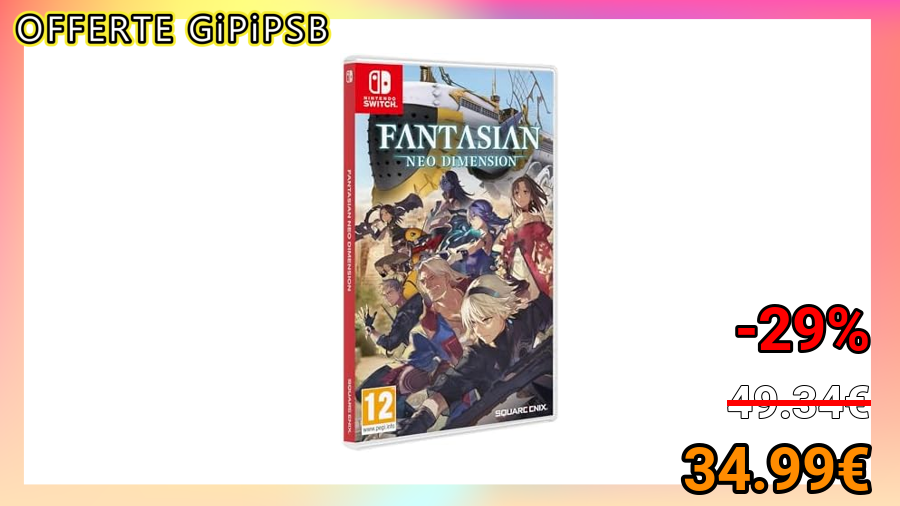 OFFERTE GiPiPSB
NINTENDO
SWITCH.
FANTASIAN
NEO DIMENSION
FANTASIAN NEO DIMENSION
SQUARE ENIX.
12
www.pegi.info
SQUARE ENIX.
-29%
49.34€
34.99€